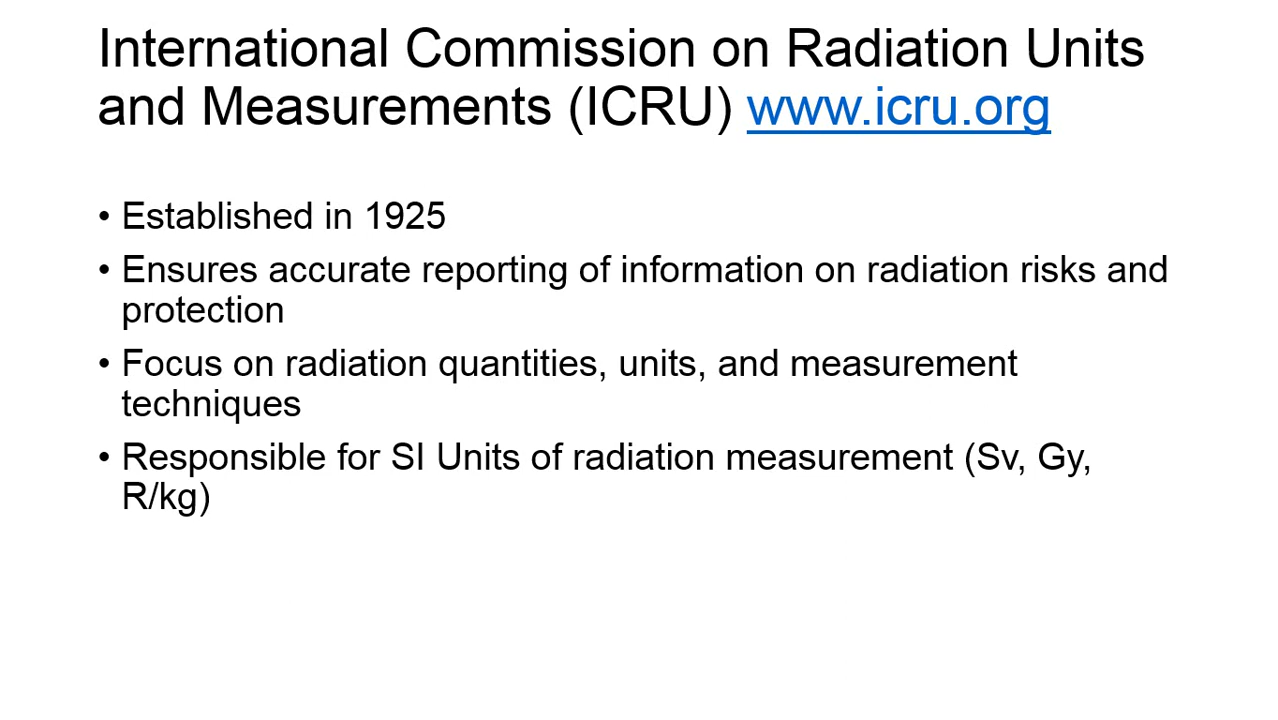 International Commission on Radiation Units
and Measurements (ICRU) www.icru.org
• Established in 1925
• Ensures accurate reporting of information on radiation risks and
protection
• Focus on radiation quantities, units, and measurement
techniques
• Responsible for SI Units of radiation measurement (Sv, Gy,
R/kg)